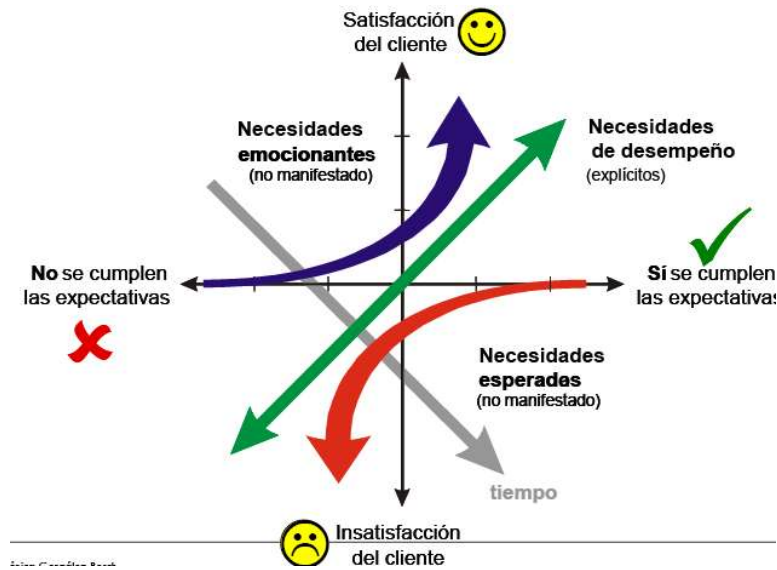 Satisfacción
del cliente
Necesidades
emocionantes
(no manifestado)
Necesidades
de desempeño
(explícitos)
No se cumplen
las expectativas
Sí se cumplen
las expectativas
Necesidades
esperadas
(no manifestado)
tiempo
Insatisfacción
del cliente